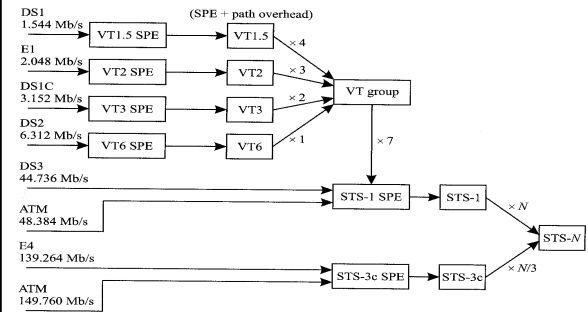 (SPE + path overhead)
DS1
1.544 Mb/s
VT1.5 SPE
VT1.5
× 4
E1
2.048 Mb/s
VT2 SPE
VT2
× 3
VT group
DS1C
3.152 Mb/s
VT3 SPE
VT3
× 2
DS2
6.312 Mb/s
VT6 SPE
VT6
× 1
× 7
DS3
44.736 Mb/s
STS-1 SPE
STS-1
× N
ATM
48.384 Mb/s
STS-N
E4
139.264 Mb/s
STS-3c SPE
STS-3c
× N/3
ATM
149.760 Mb/s